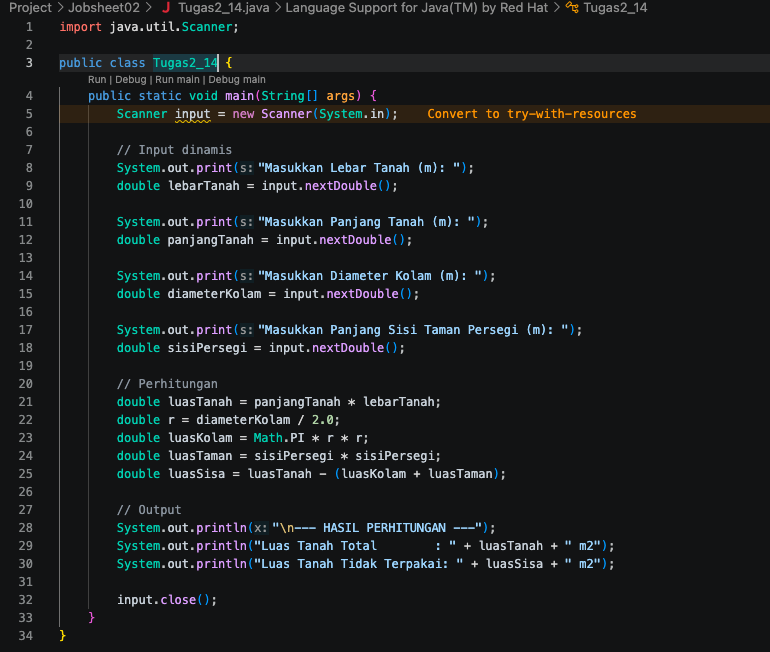 Project > Jobsheet02 > J Tugas2_14.java > Language Support for Java(TM) by Red Hat > Tugas2_14
1 import java.util.Scanner;
2
3 public class Tugas2_14 {
Run | Debug | Run main | Debug main
4     public static void main(String[] args) {
5         Scanner input = new Scanner(System.in);    Convert to try-with-resources
6
7         // Input dinamis
8         System.out.print(s: "Masukkan Lebar Tanah (m): ");
9         double lebarTanah = input.nextDouble();
10
11         System.out.print(s: "Masukkan Panjang Tanah (m): ");
12         double panjangTanah = input.nextDouble();
13
14         System.out.print(s: "Masukkan Diameter Kolam (m): ");
15         double diameterKolam = input.nextDouble();
16
17         System.out.print(s: "Masukkan Panjang Sisi Taman Persegi (m): ");
18         double sisiPersegi = input.nextDouble();
19
20         // Perhitungan
21         double luasTanah = panjangTanah * lebarTanah;
22         double r = diameterKolam / 2.0;
23         double luasKolam = Math.PI * r * r;
24         double luasTaman = sisiPersegi * sisiPersegi;
25         double luasSisa = luasTanah - (luasKolam + luasTaman);
26
27         // Output
28         System.out.println(x: "\n--- HASIL PERHITUNGAN ---");
29         System.out.println("Luas Tanah Total        : " + luasTanah + " m2");
30         System.out.println("Luas Tanah Tidak Terpakai: " + luasSisa + " m2");
31
32         input.close();
33     }
34 }